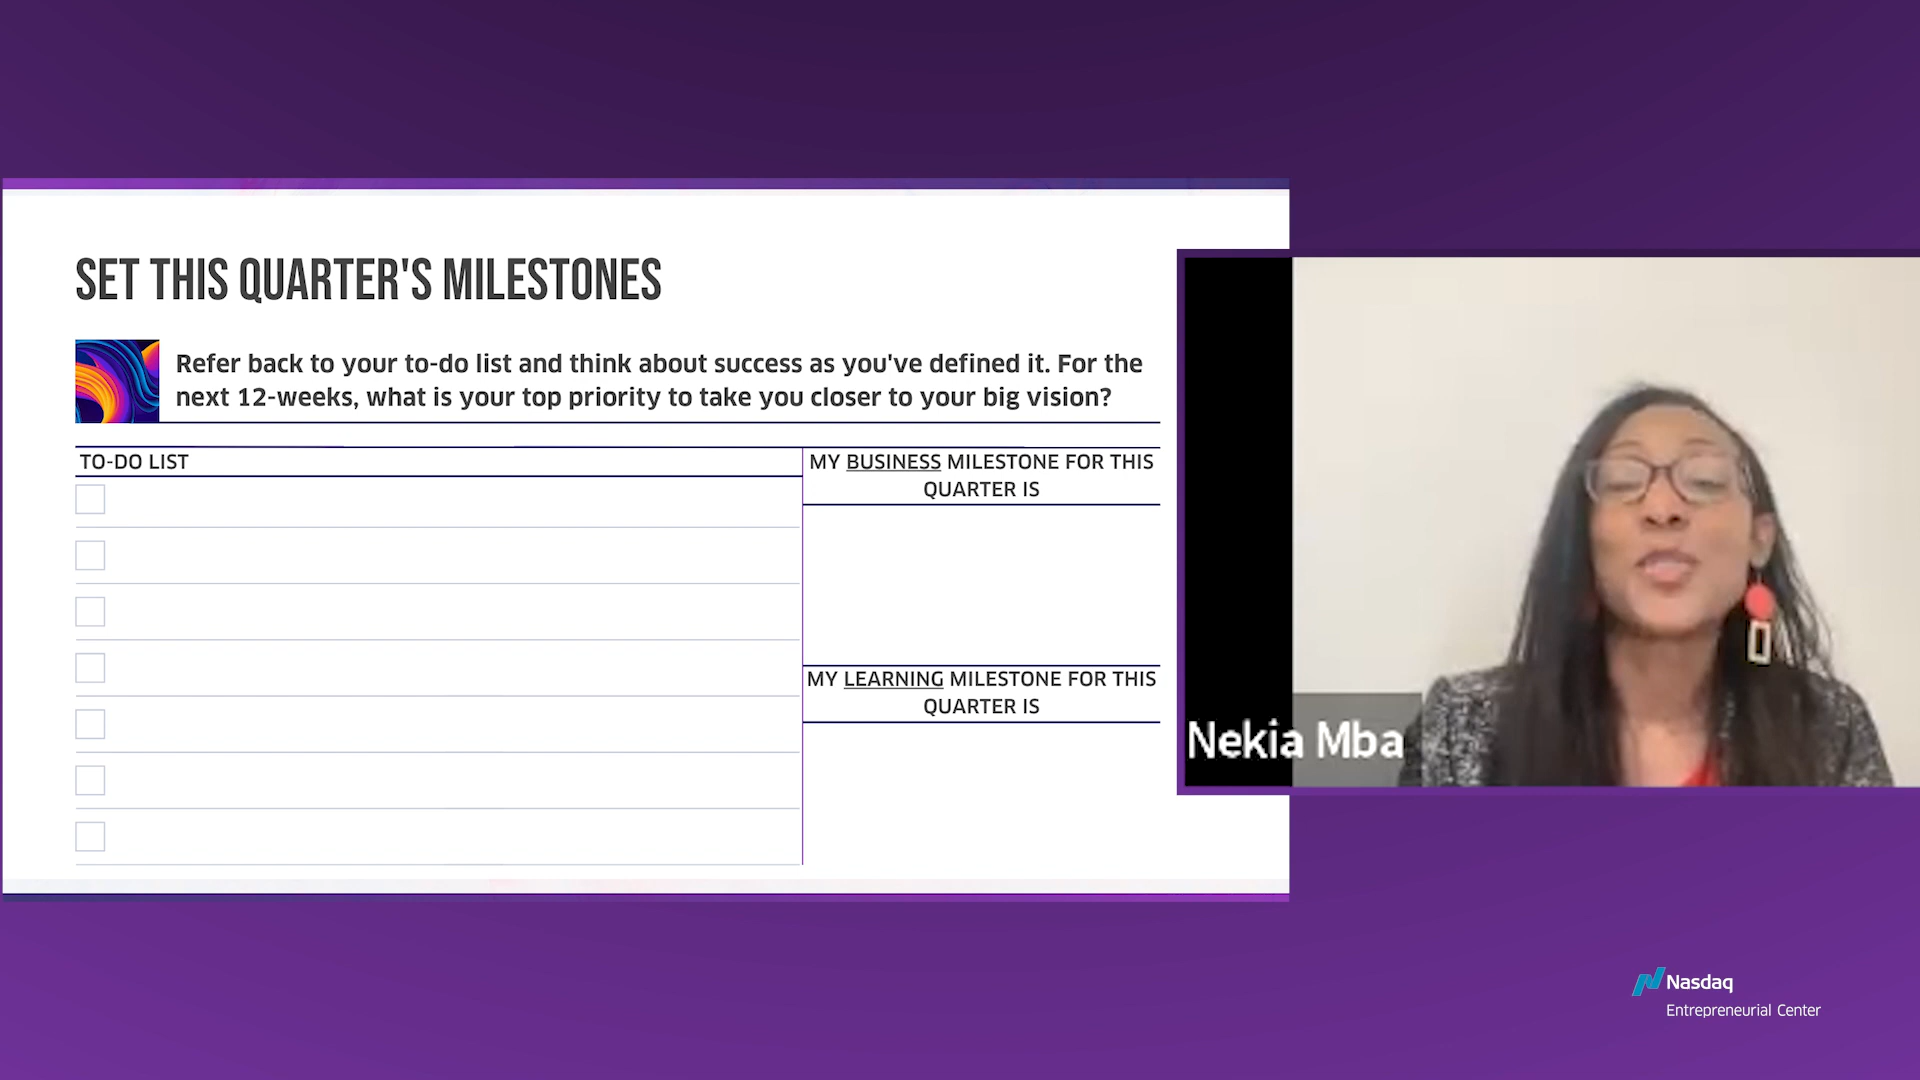 SET THIS QUARTER'S MILESTONES
Refer back to your to-do list and think about success as you've defined it. For the
next 12-weeks, what is your top priority to take you closer to your big vision?
TO-DO LIST
MY BUSINESS MILESTONE FOR THIS
QUARTER IS
MY LEARNING MILESTONE FOR THIS
QUARTER IS
Nekia Mba
Nasdaq
Entrepreneurial Center